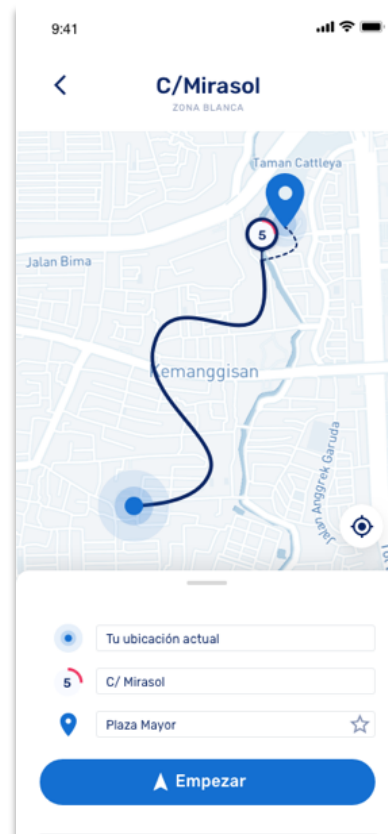 9:41
C/Mirasol
ZONA BLANCA
Taman Cattleya
5
Jalan Bima
Kemanggisan
Jalan Anggrek Garuda
Tu ubicación actual
5
C/ Mirasol
Plaza Mayor
Empezar